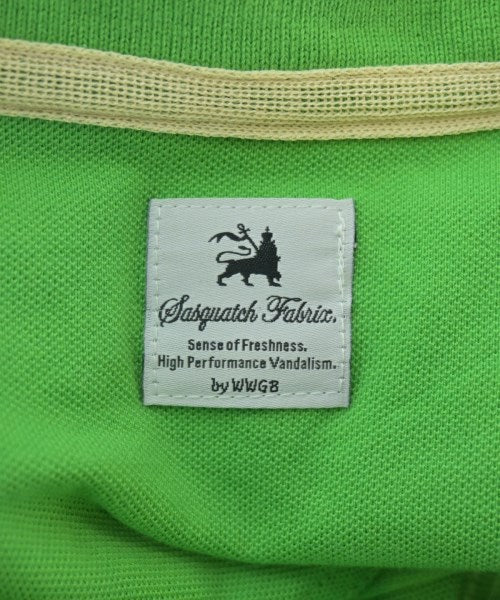 Sasquatch Fabrix.
Sense of Freshness.
High Performance Vandalism.
by WWGB